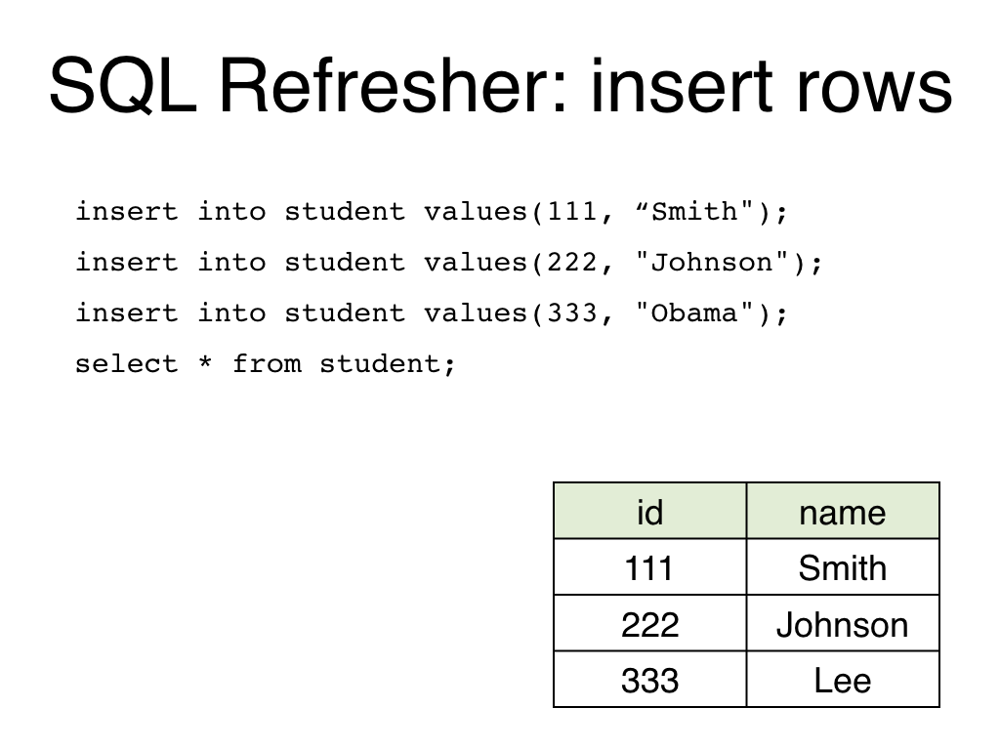 SQL Refresher: insert rows
insert into student values(111, “Smith");
insert into student values(222, "Johnson");
insert into student values(333, "Obama");
select * from student;
id name
111 Smith
222 Johnson
333 Lee